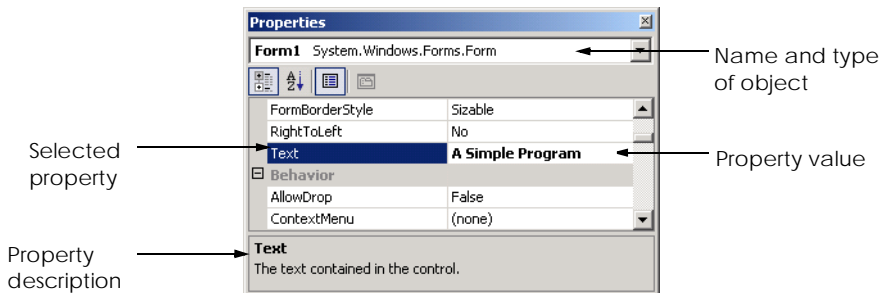 Properties
Form1 System.Windows.Forms.Form
Name and type
of object
A
Z
FormBorderStyle Sizable
RightToLeft No
Selected
property
Text A Simple Program
Property value
Behavior
AllowDrop False
ContextMenu (none)
Property
description
Text
The text contained in the control.